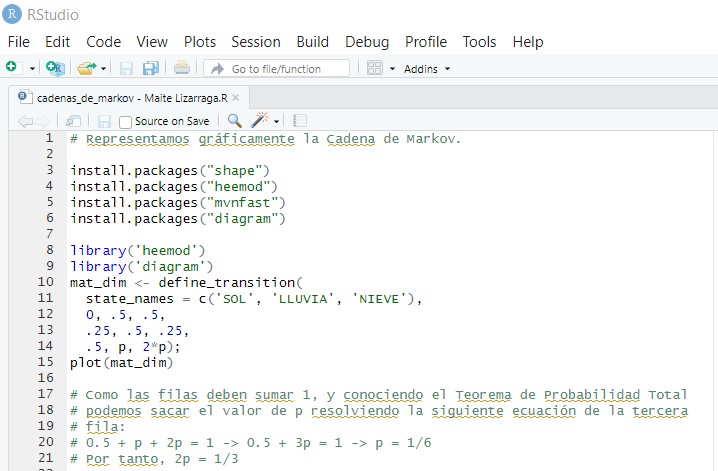 R RStudio
File Edit Code View Plots Session Build Debug Profile Tools Help
Go to file/function Addins
cadenas_de_markov - Maite Lizarraga.R
Source on Save
1 # Representamos gráficamente la Cadena de Markov.
2
3 install.packages("shape")
4 install.packages("heemod")
5 install.packages("mvnfast")
6 install.packages("diagram")
7
8 library('heemod')
9 library('diagram')
10 mat_dim <- define_transition(
11 state_names = c('SOL', 'LLUVIA', 'NIEVE'),
12 0, .5, .5,
13 .25, .5, .25,
14 .5, p, 2*p);
15 plot(mat_dim)
16
17 # Como las filas deben sumar 1, y conociendo el Teorema de Probabilidad Total
18 # podemos sacar el valor de p resolviendo la siguiente ecuación de la tercera
19 # fila:
20 # 0.5 + p + 2p = 1 -> 0.5 + 3p = 1 -> p = 1/6
21 # Por tanto, 2p = 1/3